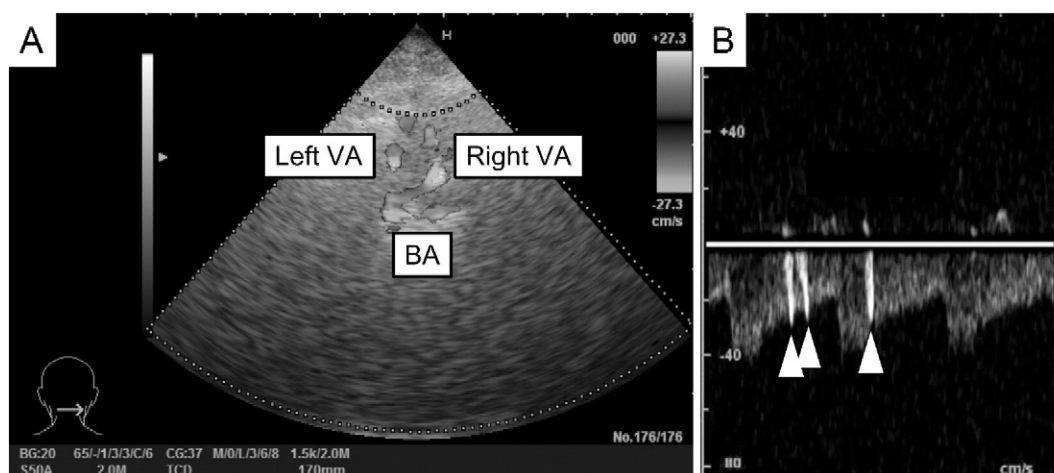 A
H
000 +27.3
Left VA
Right VA
-27.3
cm/s
BA
No.176/176
BG:20 65/-/1/3/3/C/6 CG:37 M/0/L/3/6/8 1.5k/2.0M
S50A 2.0M TCD 170mm
B
+40
-40
cm/s